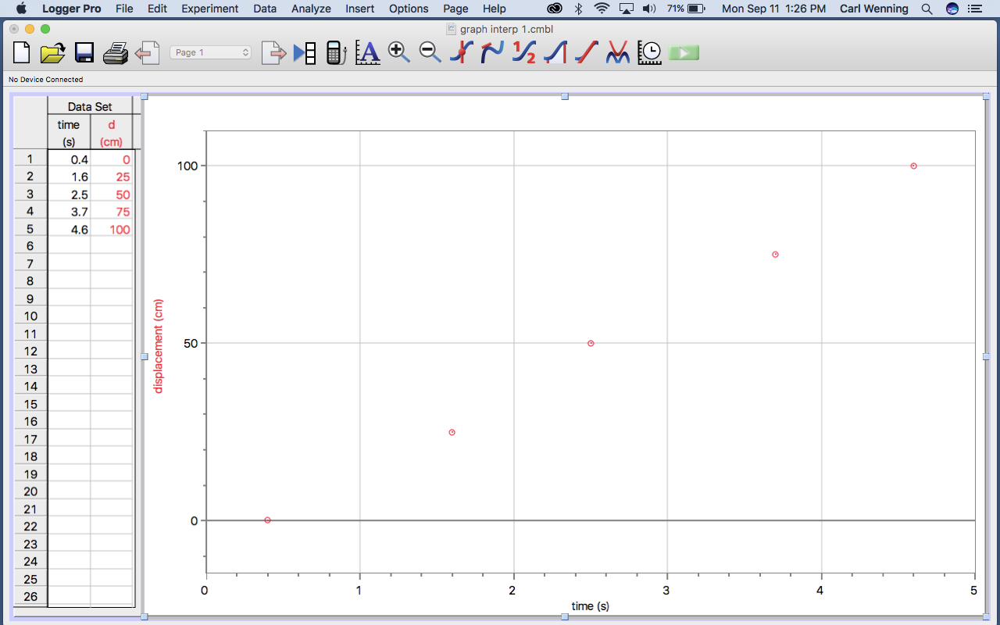 Logger Pro File Edit Experiment Data Analyze Insert Options Page Help 71% Mon Sep 11 1:26 PM Carl Wenning
graph interp 1.cmbl
Page 1
A
1/2
No Device Connected
Data Set
time d
(s) (cm)
1 0.4 0
2 1.6 25
3 2.5 50
4 3.7 75
5 4.6 100
6
7
8
9
10
11
12
13
14
15
16
17
18
19
20
21
22
23
24
25
26
displacement (cm)
100
50
0
0 1 2 3 4 5
time (s)